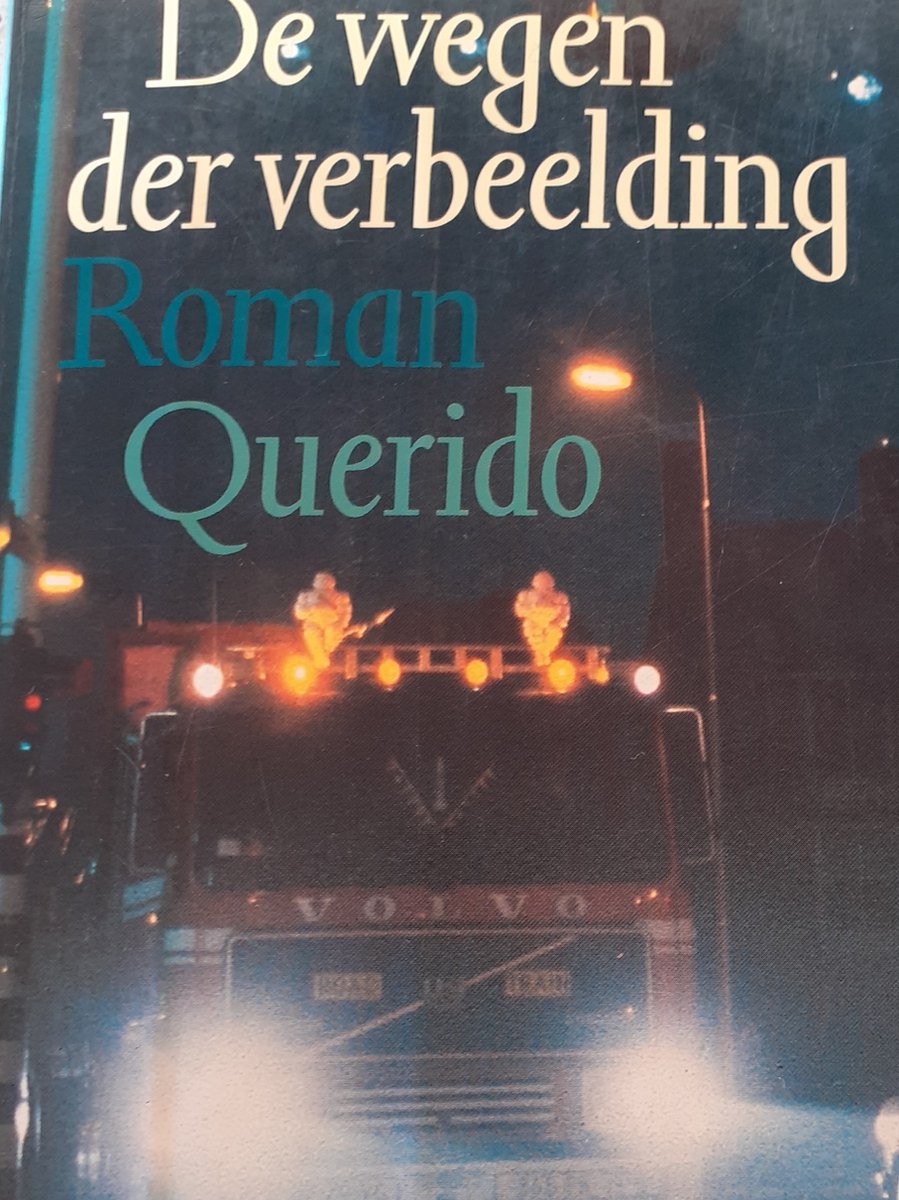 De wegen
der verbeelding
Roman
Querido
VOLVO